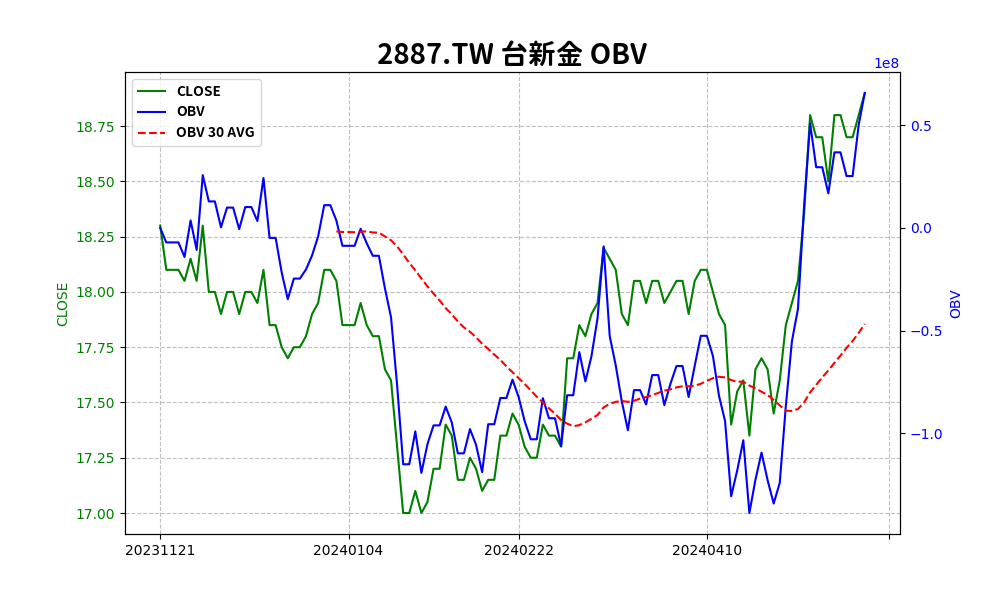 2887.TW 台新金 OBV
1e8
CLOSE
OBV
OBV 30 AVG
18.75
18.50
18.25
18.00
17.75
17.50
17.25
17.00
CLOSE
0.5
0.0
−0.5
−1.0
OBV
20231121
20240104
20240222
20240410